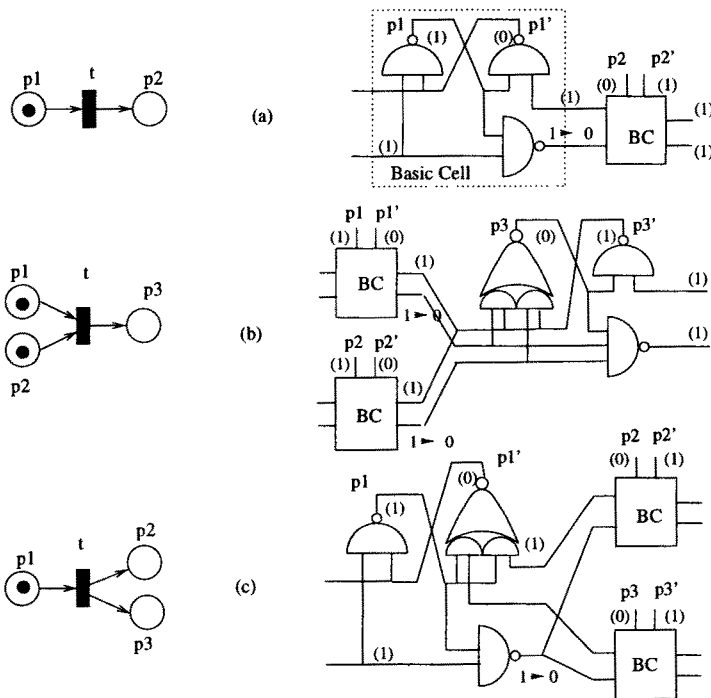 p1 t p2
(a)
p1 (1) (0) p1'
p2 p2'
(0) (1)
(1)
1 0
BC
(1)
(1)
(1)
Basic Cell
p1 t p3
p2
(b)
p1 p1'
(1) (0)
BC
(1)
1 0
p2 p2'
(1) (0)
BC
(1)
1 0
p3 (0)
(1) p3'
(1)
(1)
p1 t p2
p3
(c)
p1 (1)
p1' (0)
(1)
(1)
1 0
p2 p2'
(0) (1)
BC
p3 p3'
(0) (1)
BC